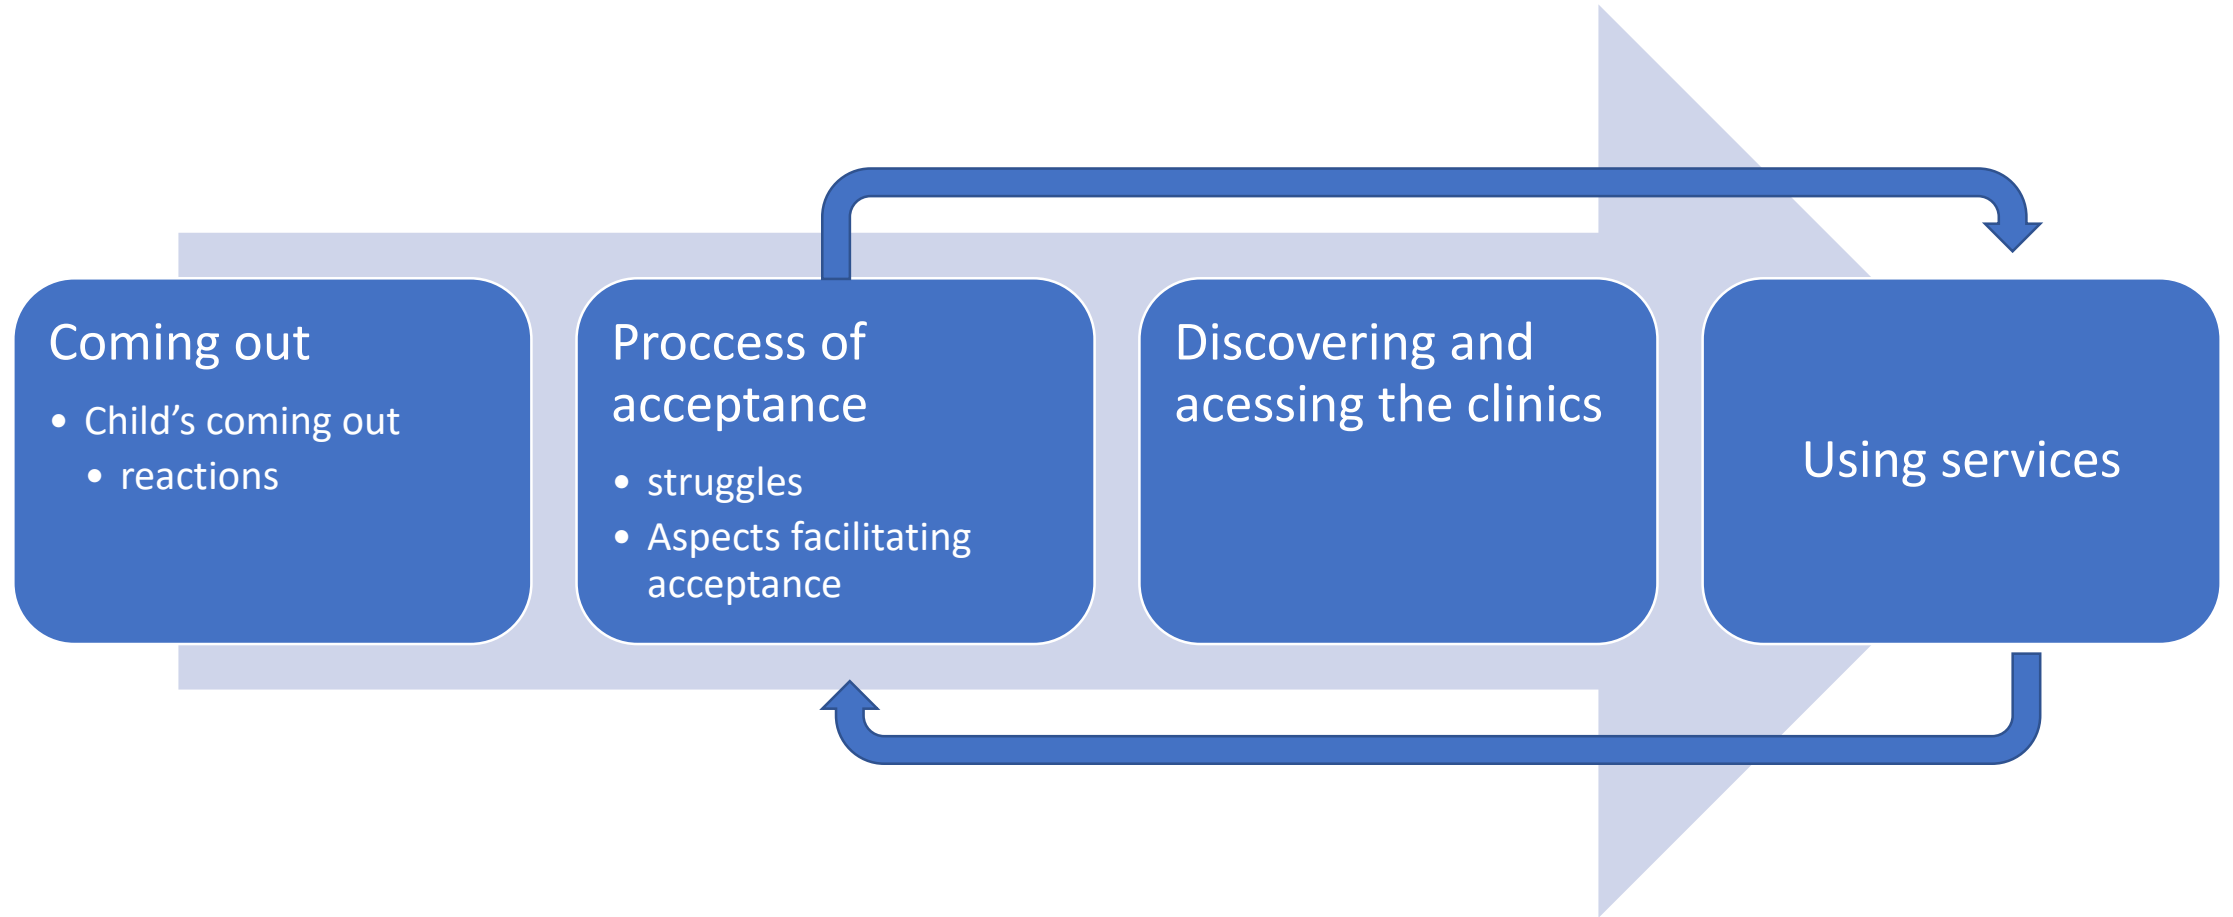 Coming out
• Child’s coming out
• reactions
Proccess of
acceptance
• struggles
• Aspects facilitating
acceptance
Discovering and
acessing the clinics
Using services